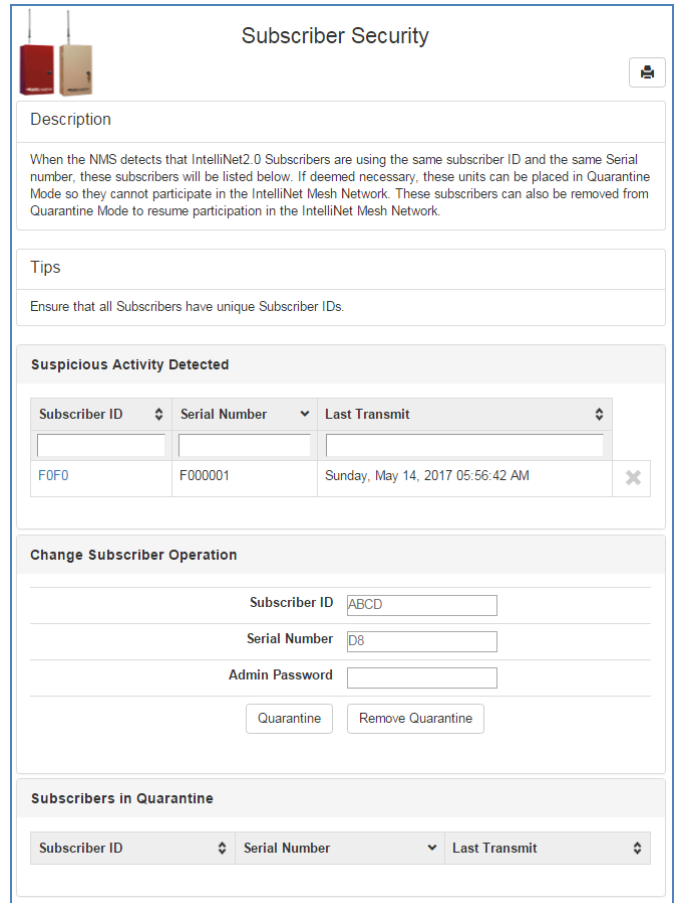 Subscriber Security
Description
When the NMS detects that IntelliNet2.0 Subscribers are using the same subscriber ID and the same Serial
number, these subscribers will be listed below. If deemed necessary, these units can be placed in Quarantine
Mode so they cannot participate in the IntelliNet Mesh Network. These subscribers can also be removed from
Quarantine Mode to resume participation in the IntelliNet Mesh Network.
Tips
Ensure that all Subscribers have unique Subscriber IDs.
Suspicious Activity Detected
Subscriber ID Serial Number Last Transmit
F0F0 F000001 Sunday, May 14, 2017 05:56:42 AM
Change Subscriber Operation
Subscriber ID ABCD
Serial Number D8
Admin Password
Quarantine Remove Quarantine
Subscribers in Quarantine
Subscriber ID Serial Number Last Transmit